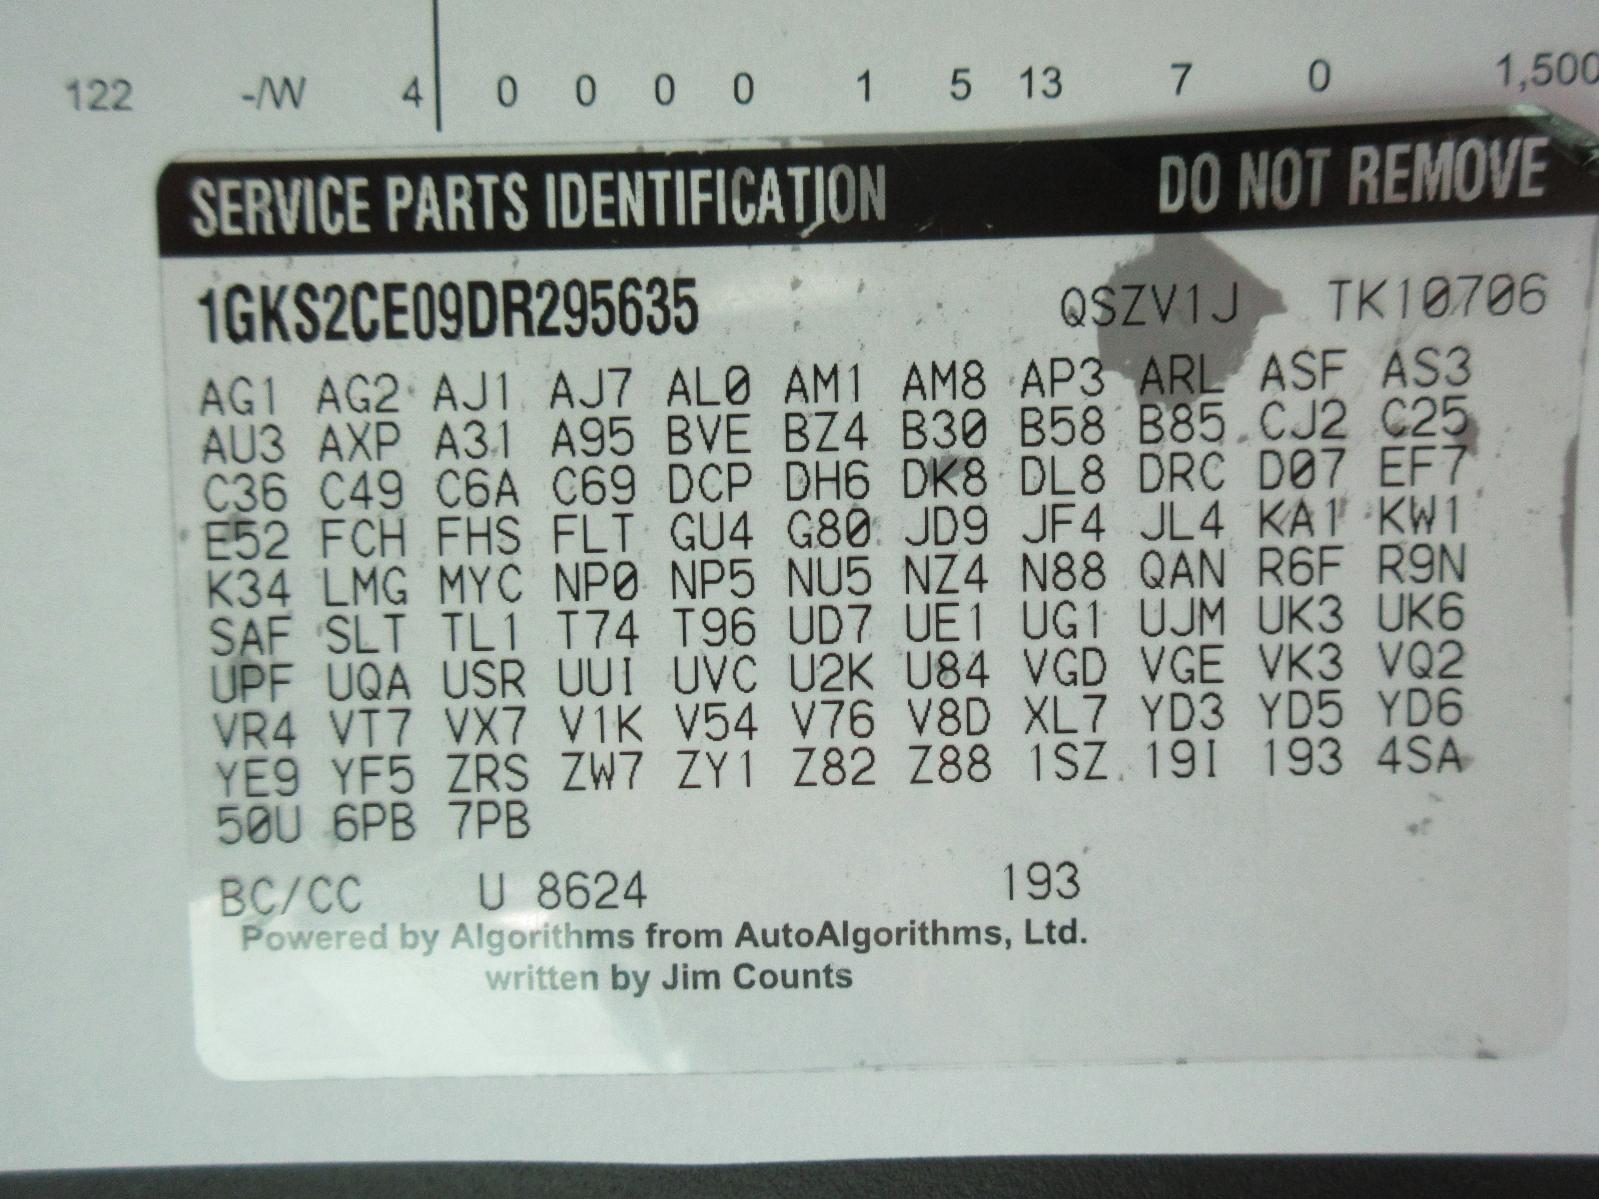 122 -/W 4 0 0 0 0 1 5 13 7 0 1,500
SERVICE PARTS IDENTIFICATION DO NOT REMOVE
1GKS2CE09DR295635 QSZV1J TK10706
AG1 AG2 AJ1 AJ7 AL0 AM1 AM8 AP3 ARL ASF AS3
AU3 AXP A31 A95 BVE BZ4 B30 B58 B85 CJ2 C25
C36 C49 C6A C69 DCP DH6 DK8 DL8 DRC D07 EF7
E52 FCH FHS FLT GU4 G80 JD9 JF4 JL4 KA1 KW1
K34 LMG MYC NP0 NP5 NU5 NZ4 N88 QAN R6F R9N
SAF SLT TL1 T74 T96 UD7 UE1 UG1 UJM UK3 UK6
UPF UQA USR UUI UVC U2K U84 VGD VGE VK3 VQ2
VR4 VT7 VX7 V1K V54 V76 V8D XL7 YD3 YD5 YD6
YE9 YF5 ZRS ZW7 ZY1 Z82 Z88 1SZ 19I 193 4SA
50U 6PB 7PB
BC/CC U 8624 193
Powered by Algorithms from AutoAlgorithms, Ltd.
written by Jim Counts